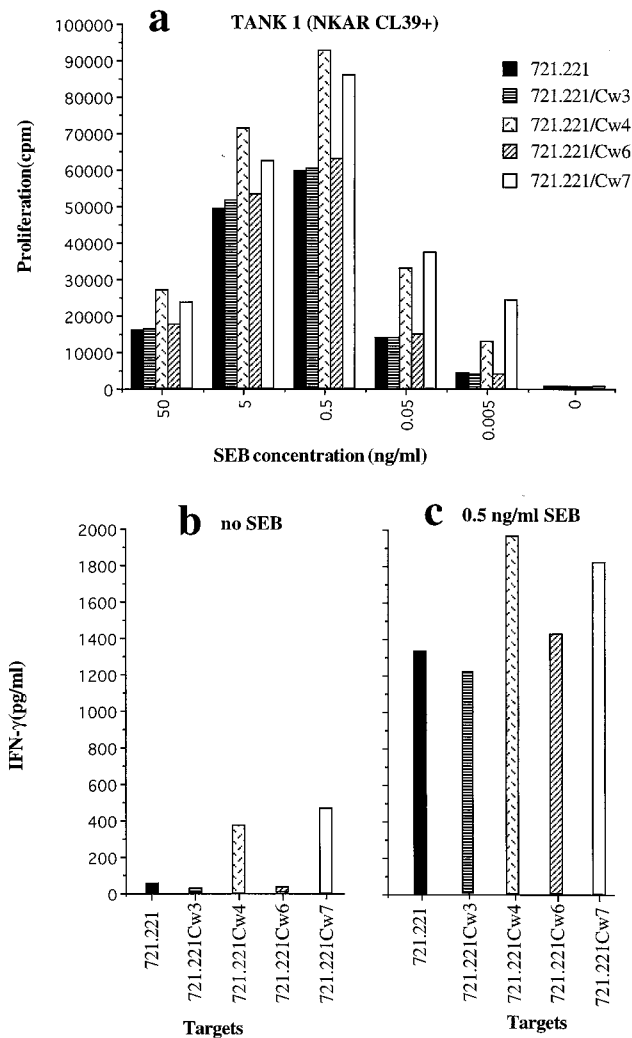 a TANK 1 (NKAR CL39+)
Proliferation(cpm)
100000
90000
80000
70000
60000
50000
40000
30000
20000
10000
0
721.221
721.221/Cw3
721.221/Cw4
721.221/Cw6
721.221/Cw7
50 5 0.5 0.05 0.005 0
SEB concentration (ng/ml)
b no SEB
c 0.5 ng/ml SEB
IFN-γ(pg/ml)
2000
1800
1600
1400
1200
1000
800
600
400
200
0
721.221 721.221Cw3 721.221Cw4 721.221Cw6 721.221Cw7
Targets
721.221 721.221Cw3 721.221Cw4 721.221Cw6 721.221Cw7
Targets